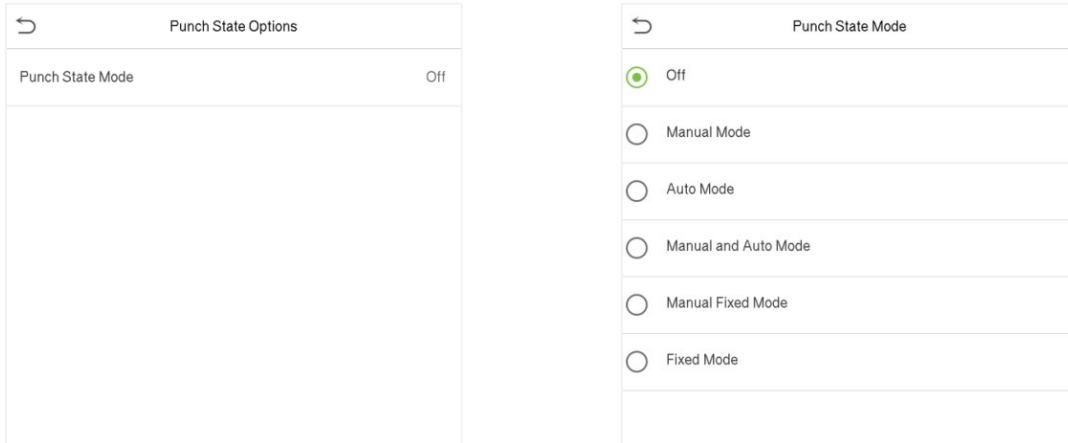 Punch State Options
Punch State Mode Off
Punch State Mode
Off
Manual Mode
Auto Mode
Manual and Auto Mode
Manual Fixed Mode
Fixed Mode